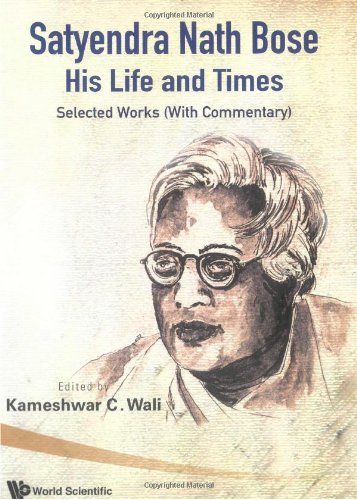 Copyrighted Material
Satyendra Nath Bose
His Life and Times
Selected Works (With Commentary)
Edited by
Kameshwar C. Wali
World Scientific
Copyrighted Material